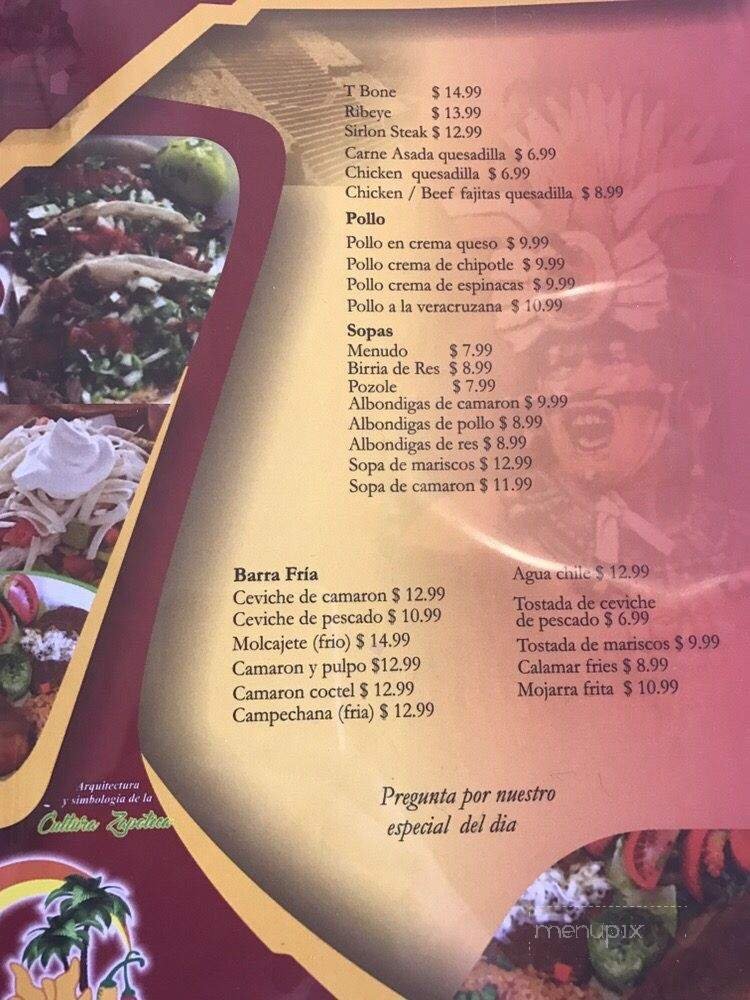 T Bone $ 14.99
Ribeye $ 13.99
Sirlon Steak $ 12.99
Carne Asada quesadilla $ 6.99
Chicken quesadilla $ 6.99
Chicken / Beef fajitas quesadilla $ 8.99
Pollo
Pollo en crema queso $ 9.99
Pollo crema de chipotle $ 9.99
Pollo crema de espinacas $ 9.99
Pollo a la veracruzana $ 10.99
Sopas
Menudo $ 7.99
Birria de Res $ 8.99
Pozole $ 7.99
Albondigas de camaron $ 9.99
Albondigas de pollo $ 8.99
Albondigas de res $ 8.99
Sopa de mariscos $ 12.99
Sopa de camaron $ 11.99
Barra Fría
Ceviche de camaron $ 12.99
Ceviche de pescado $ 10.99
Molcajete (frio) $ 14.99
Camaron y pulpo $12.99
Camaron coctel $ 12.99
Campechana (fria) $ 12.99
Agua chile $ 12.99
Tostada de ceviche
de pescado $ 6.99
Tostada de mariscos $ 9.99
Calamar fries $ 8.99
Mojarra frita $ 10.99
Pregunta por nuestro
especial del dia
Arquitectura
y simbologia de la
Cultura Zapoteca
menupix